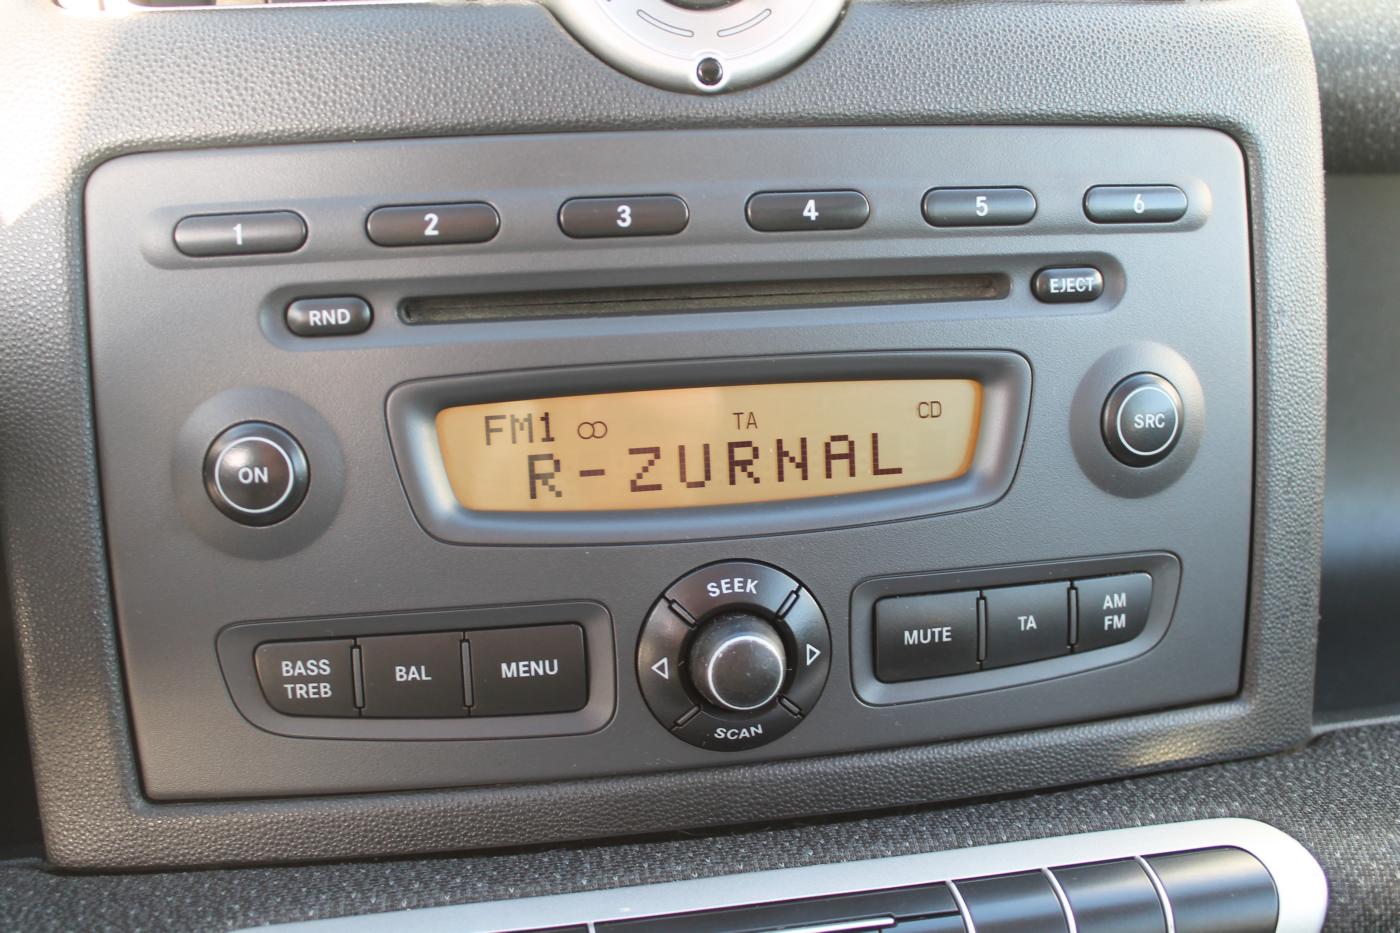 1 2 3 4 5 6
RND EJECT
FM1 TA CD
R-ZURNAL
ON
SRC
SEEK
BASS
TREB
BAL
MENU
SCAN
MUTE
TA
AM
FM